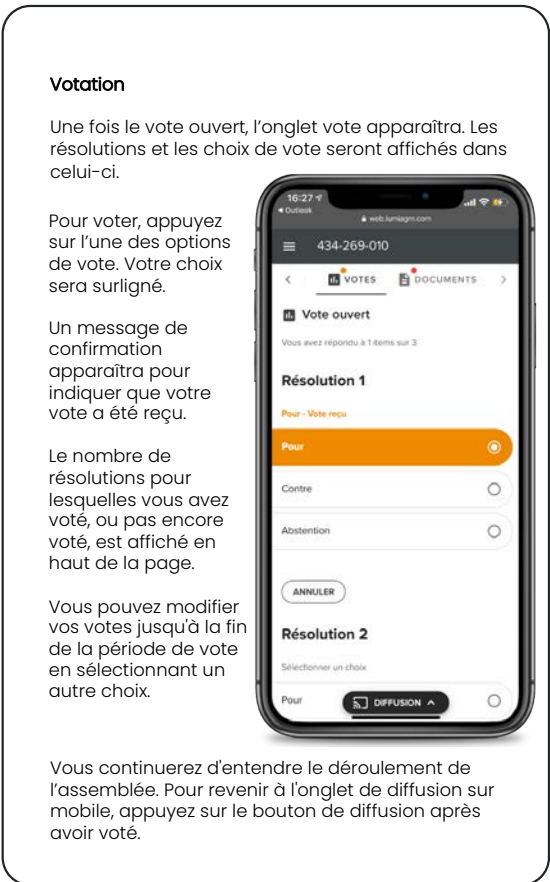 Votation
Une fois le vote ouvert, l’onglet vote apparaîtra. Les
résolutions et les choix de vote seront affichés dans
celui-ci.
Pour voter, appuyez
sur l’une des options
de vote. Votre choix
sera surligné.
Un message de
confirmation
apparaîtra pour
indiquer que votre
vote a été reçu.
Le nombre de
résolutions pour
lesquelles vous avez
voté, ou pas encore
voté, est affiché en
haut de la page.
Vous pouvez modifier
vos votes jusqu'à la fin
de la période de vote
en sélectionnant un
autre choix.
16:27
Outlook
web.lumiagm.com
434-269-010
VOTES
DOCUMENTS
Vote ouvert
Vous avez répondu à 1 items sur 3
Résolution 1
Pour - Vote reçu
Pour
Contre
Abstention
ANNULER
Résolution 2
Sélectionner un choix
Pour
DIFFUSION
Vous continuerez d'entendre le déroulement de
l’assemblée. Pour revenir à l'onglet de diffusion sur
mobile, appuyez sur le bouton de diffusion après
avoir voté.